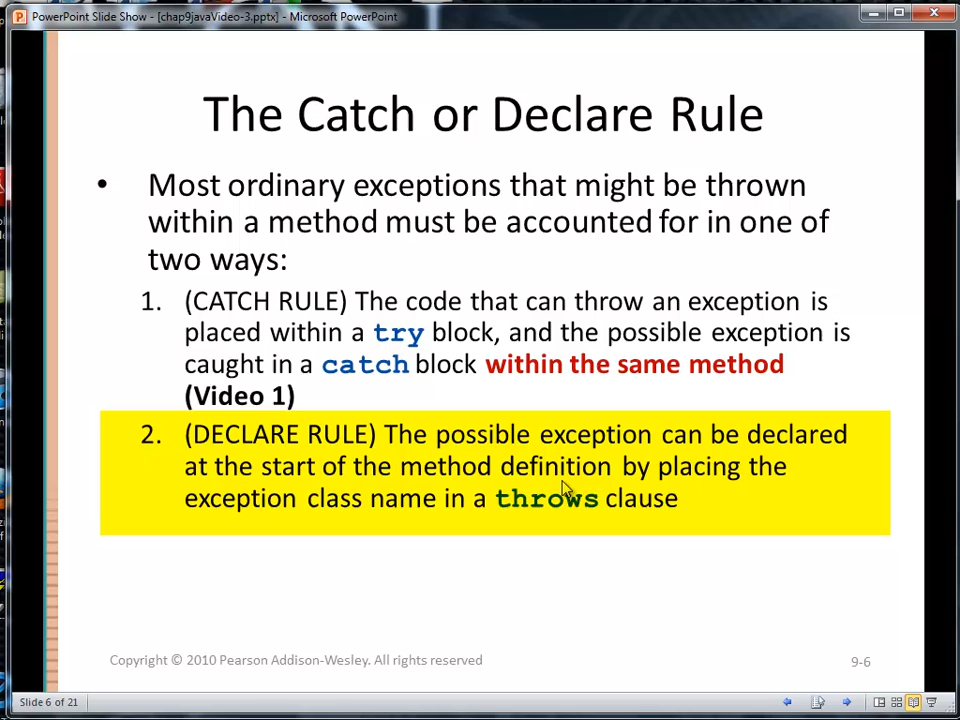 PowerPoint Slide Show - [chap9javaVideo-3.pptx] - Microsoft PowerPoint
The Catch or Declare Rule
• Most ordinary exceptions that might be thrown
within a method must be accounted for in one of
two ways:
1. (CATCH RULE) The code that can throw an exception is
placed within a try block, and the possible exception is
caught in a catch block within the same method
(Video 1)
2. (DECLARE RULE) The possible exception can be declared
at the start of the method definition by placing the
exception class name in a throws clause
Copyright © 2010 Pearson Addison-Wesley. All rights reserved
9-6
Slide 6 of 21